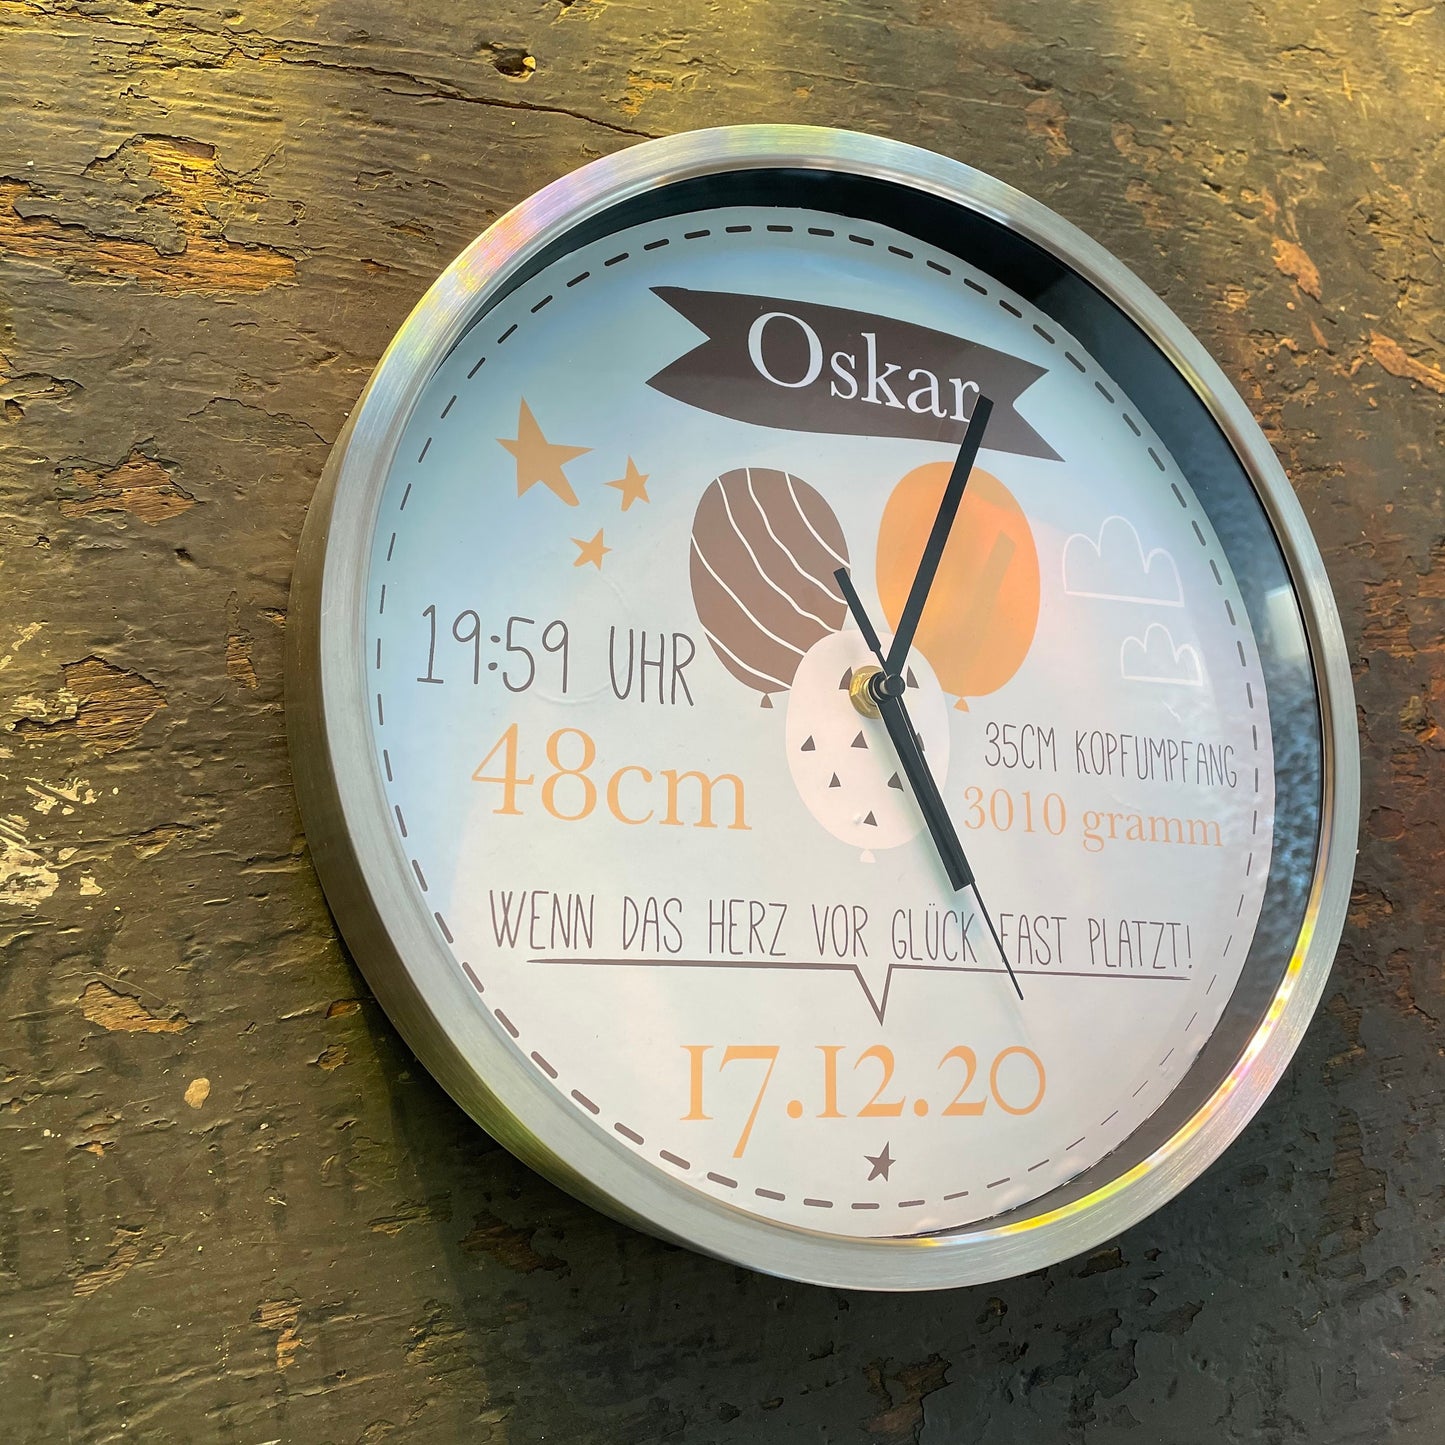 Oskar
19:59 UHR
48cm
35CM KOPFUMPFANG
3010 gramm
WENN DAS HERZ VOR GLÜCK FAST PLATZT!
17.12.20